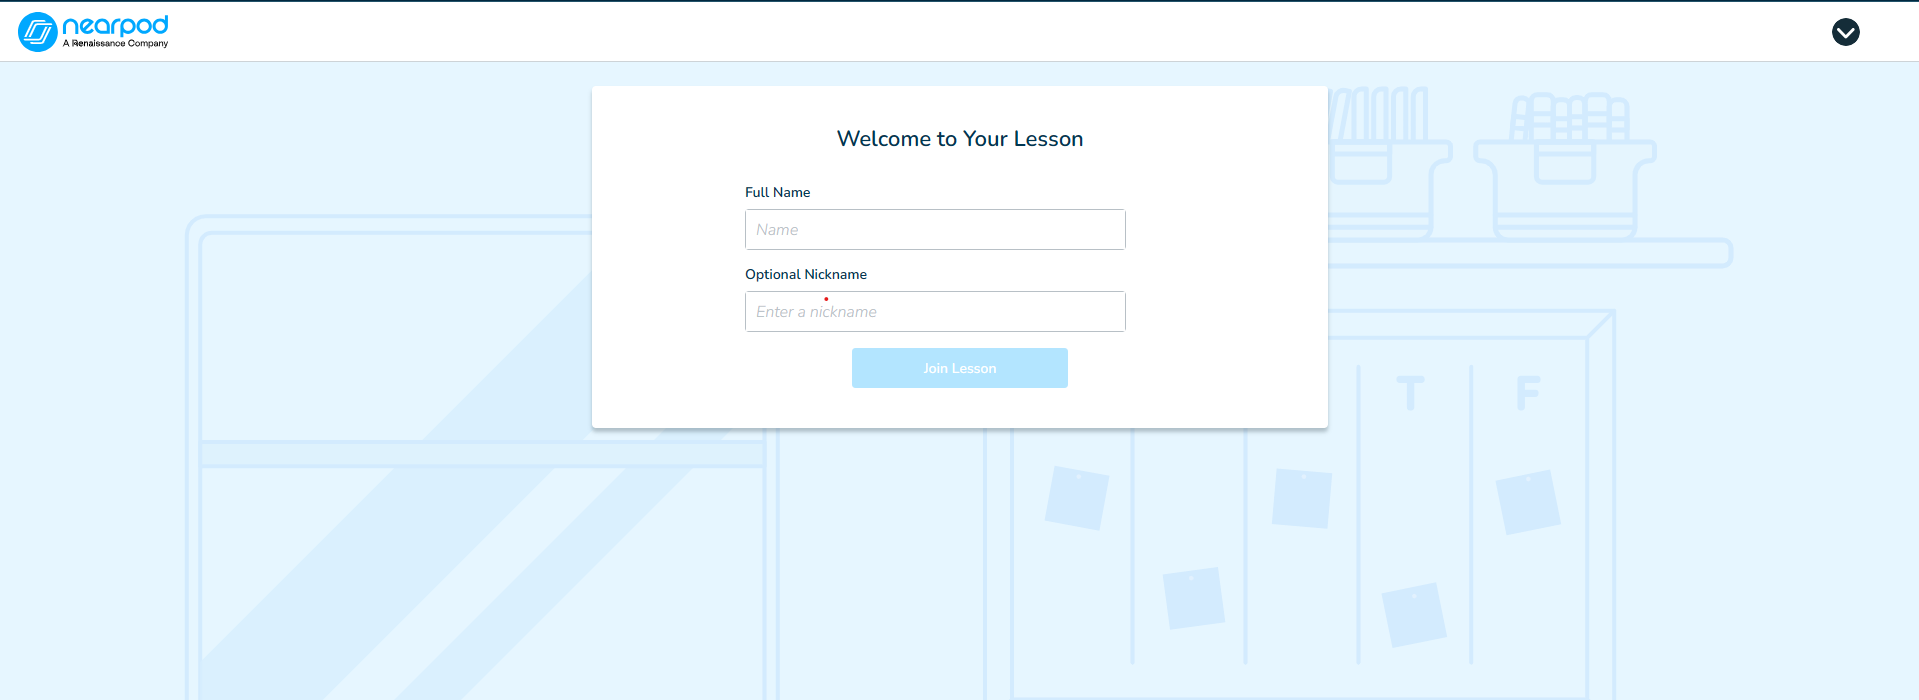 nearpod
A Renaissance Company
Welcome to Your Lesson
Full Name
Name
Optional Nickname
Enter a nickname
Join Lesson
T F